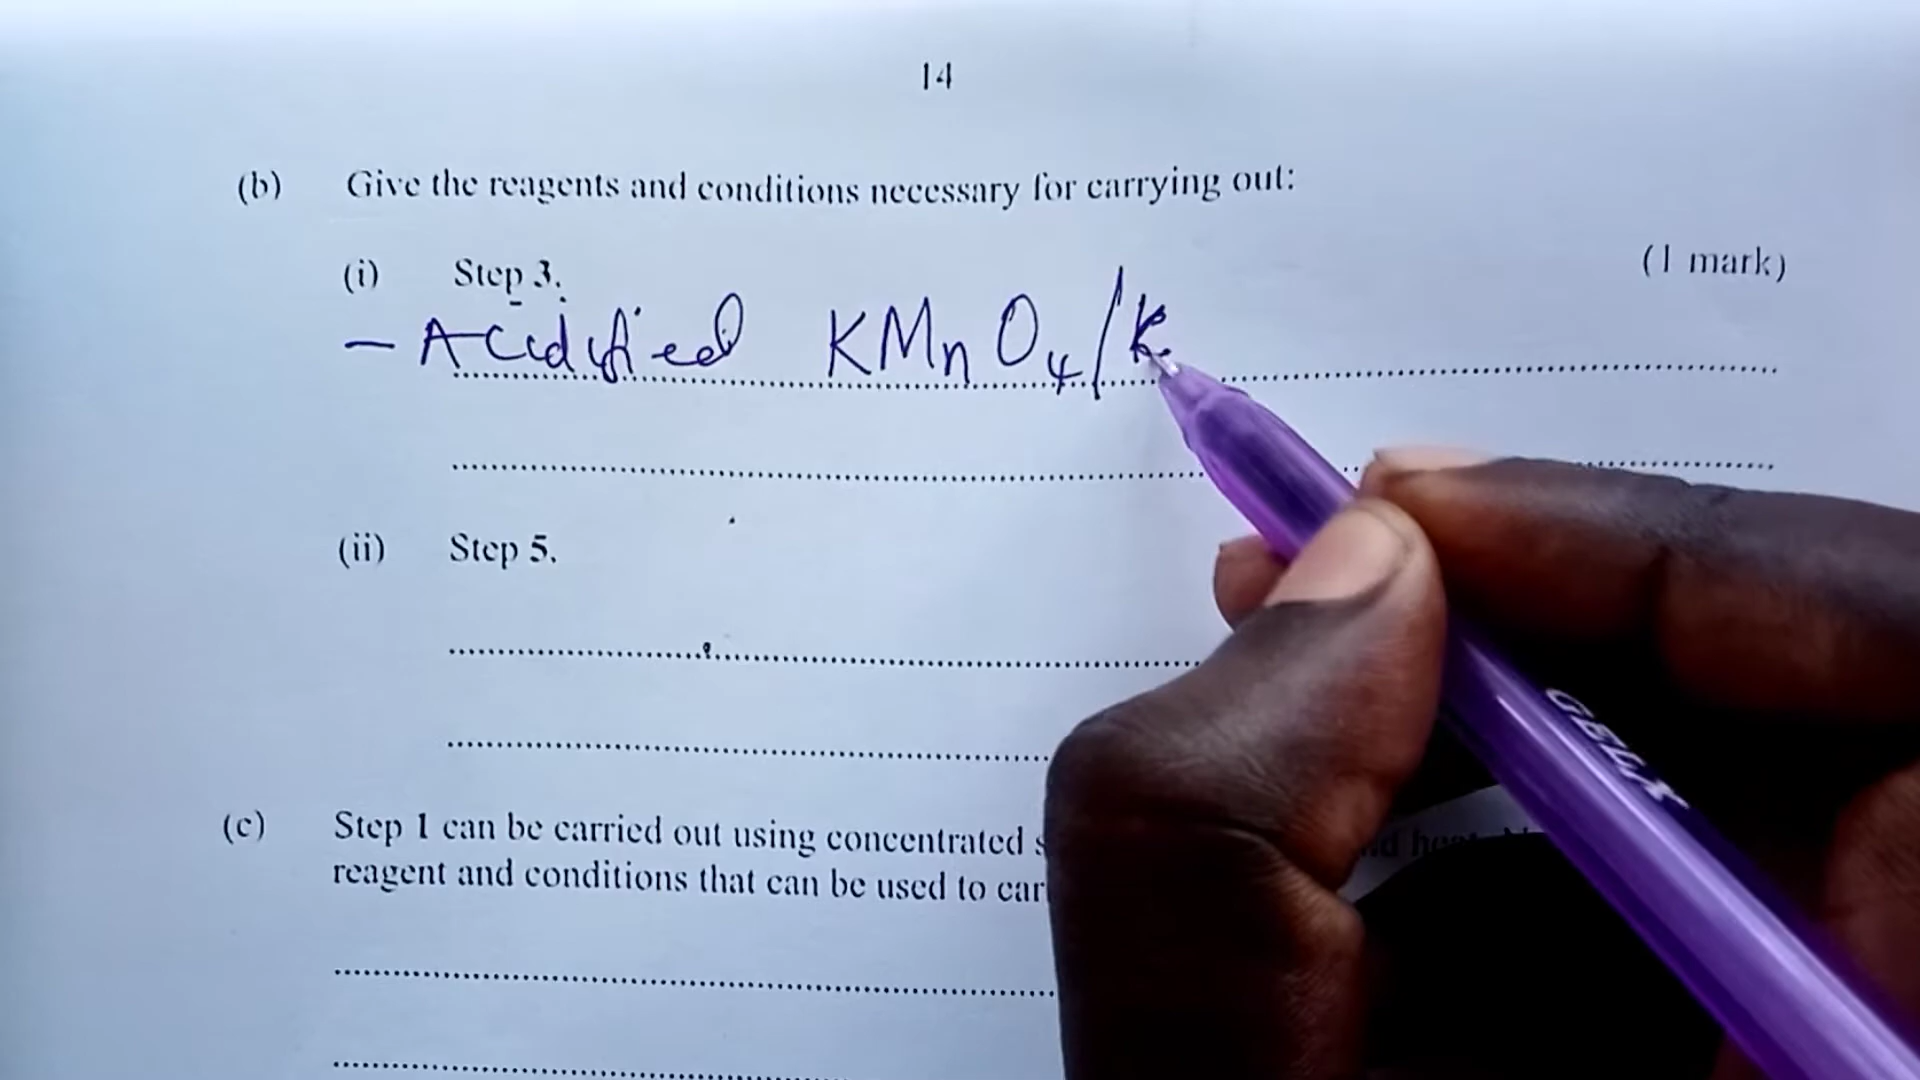 14
(b) Give the reagents and conditions necessary for carrying out:
(i) Step 3. (1 mark)
- Acidified KMnO4/K
(ii) Step 5.
(c) Step 1 can be carried out using concentrated
reagent and conditions that can be used to
GELX